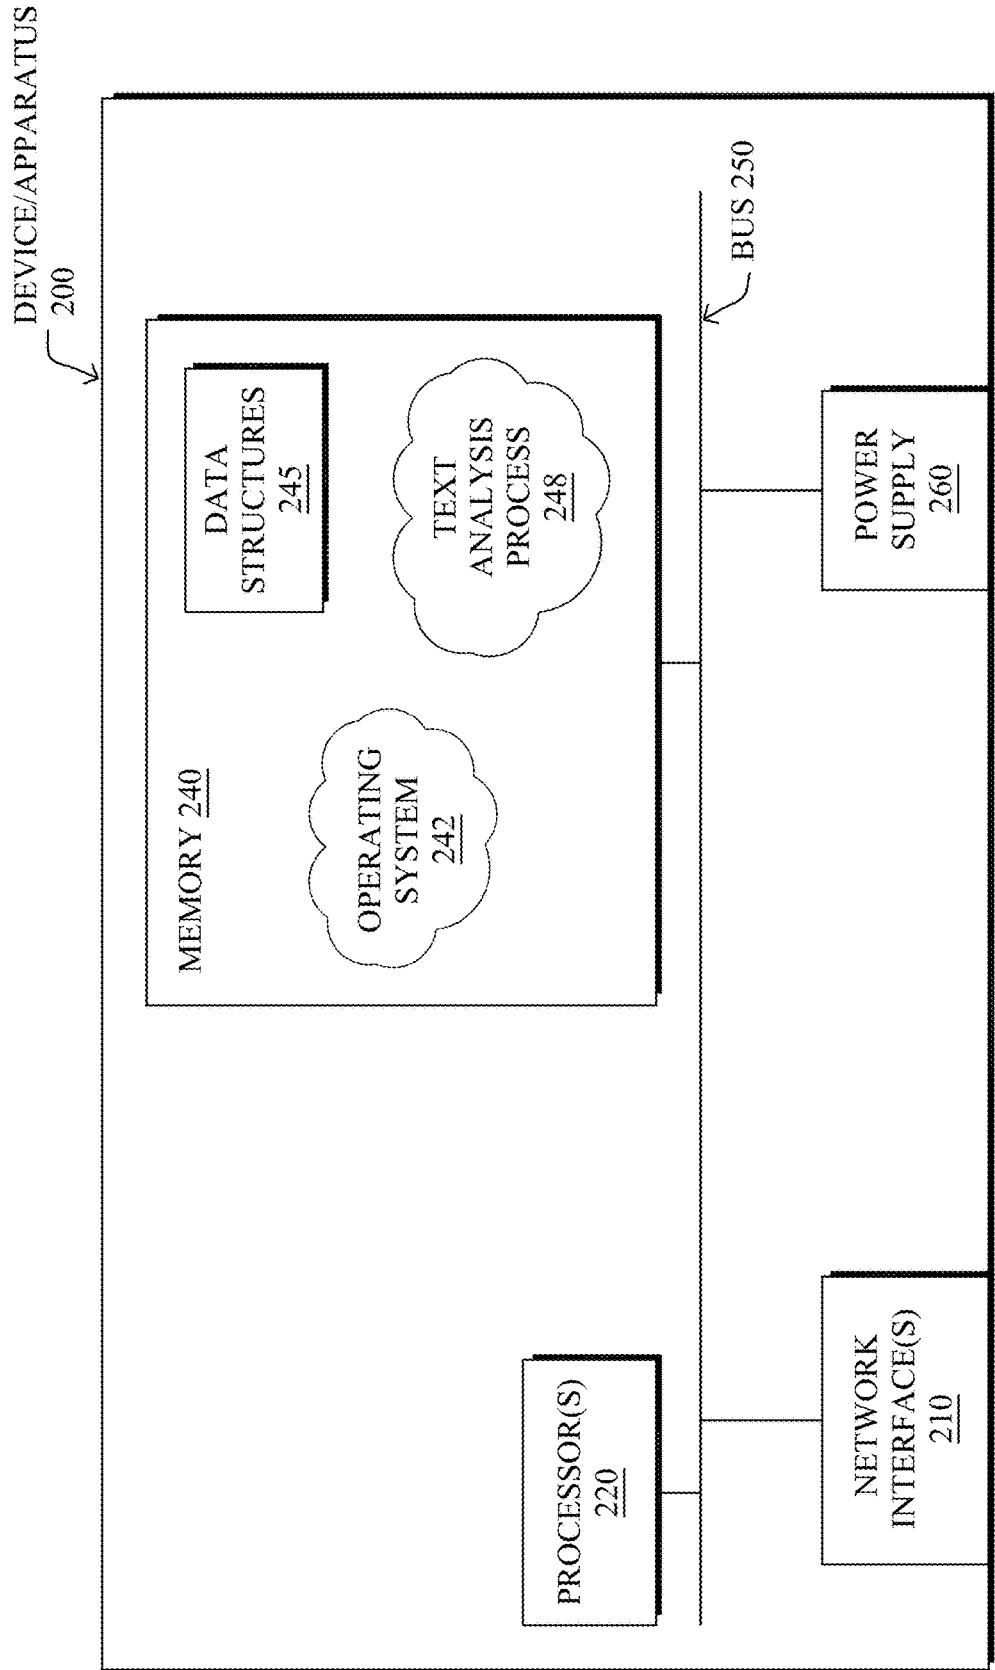 DEVICE/APPARATUS
200
MEMORY 240
OPERATING
SYSTEM
242
DATA
STRUCTURES
245
TEXT
ANALYSIS
PROCESS
248
PROCESSOR(S)
220
BUS 250
NETWORK
INTERFACE(S)
210
POWER
SUPPLY
260